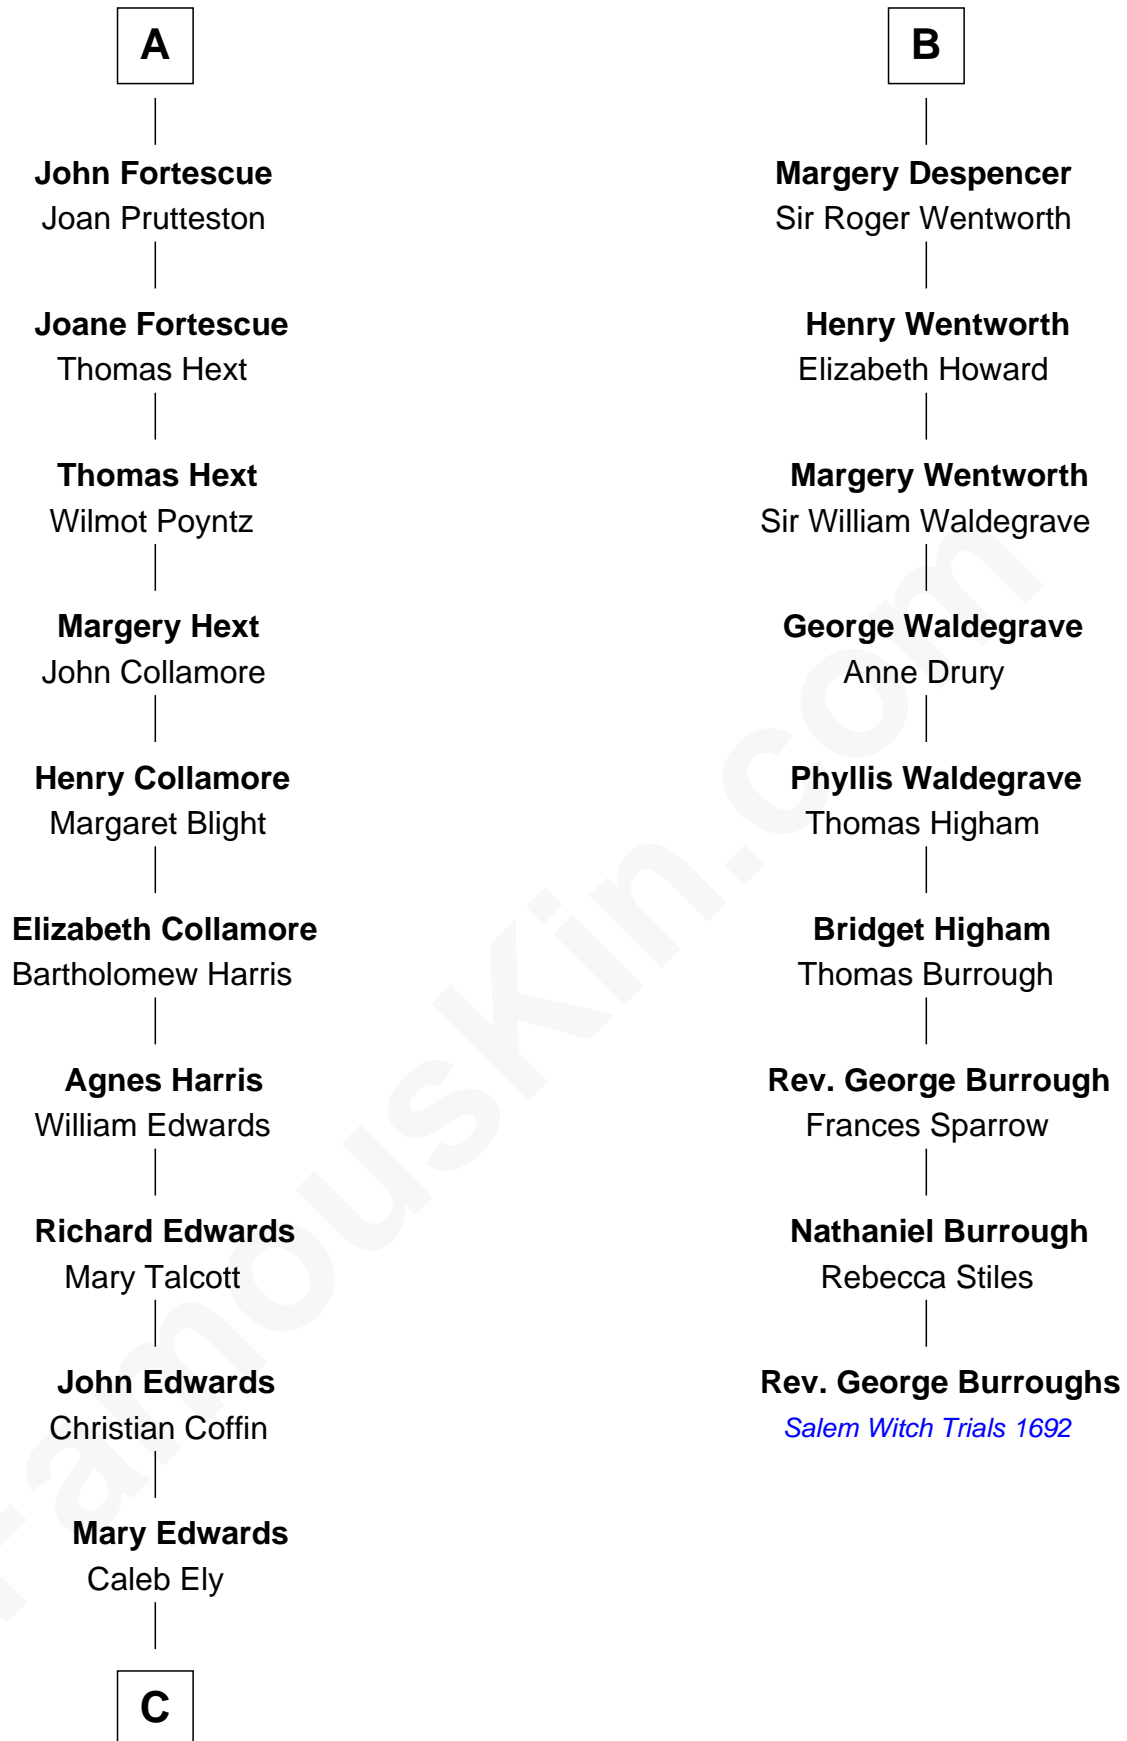 A
John Fortescue
Joan Prutteston
Joane Fortescue
Thomas Hext
Thomas Hext
Wilmot Poyntz
Margery Hext
John Collamore
Henry Collamore
Margaret Blight
Elizabeth Collamore
Bartholomew Harris
Agnes Harris
William Edwards
Richard Edwards
Mary Talcott
John Edwards
Christian Coffin
Mary Edwards
Caleb Ely
C
B
Margery Despencer
Sir Roger Wentworth
Henry Wentworth
Elizabeth Howard
Margery Wentworth
Sir William Waldegrave
George Waldegrave
Anne Drury
Phyllis Waldegrave
Thomas Higham
Bridget Higham
Thomas Burrough
Rev. George Burrough
Frances Sparrow
Nathaniel Burrough
Rebecca Stiles
Rev. George Burroughs
Salem Witch Trials 1692
FamousKin.com